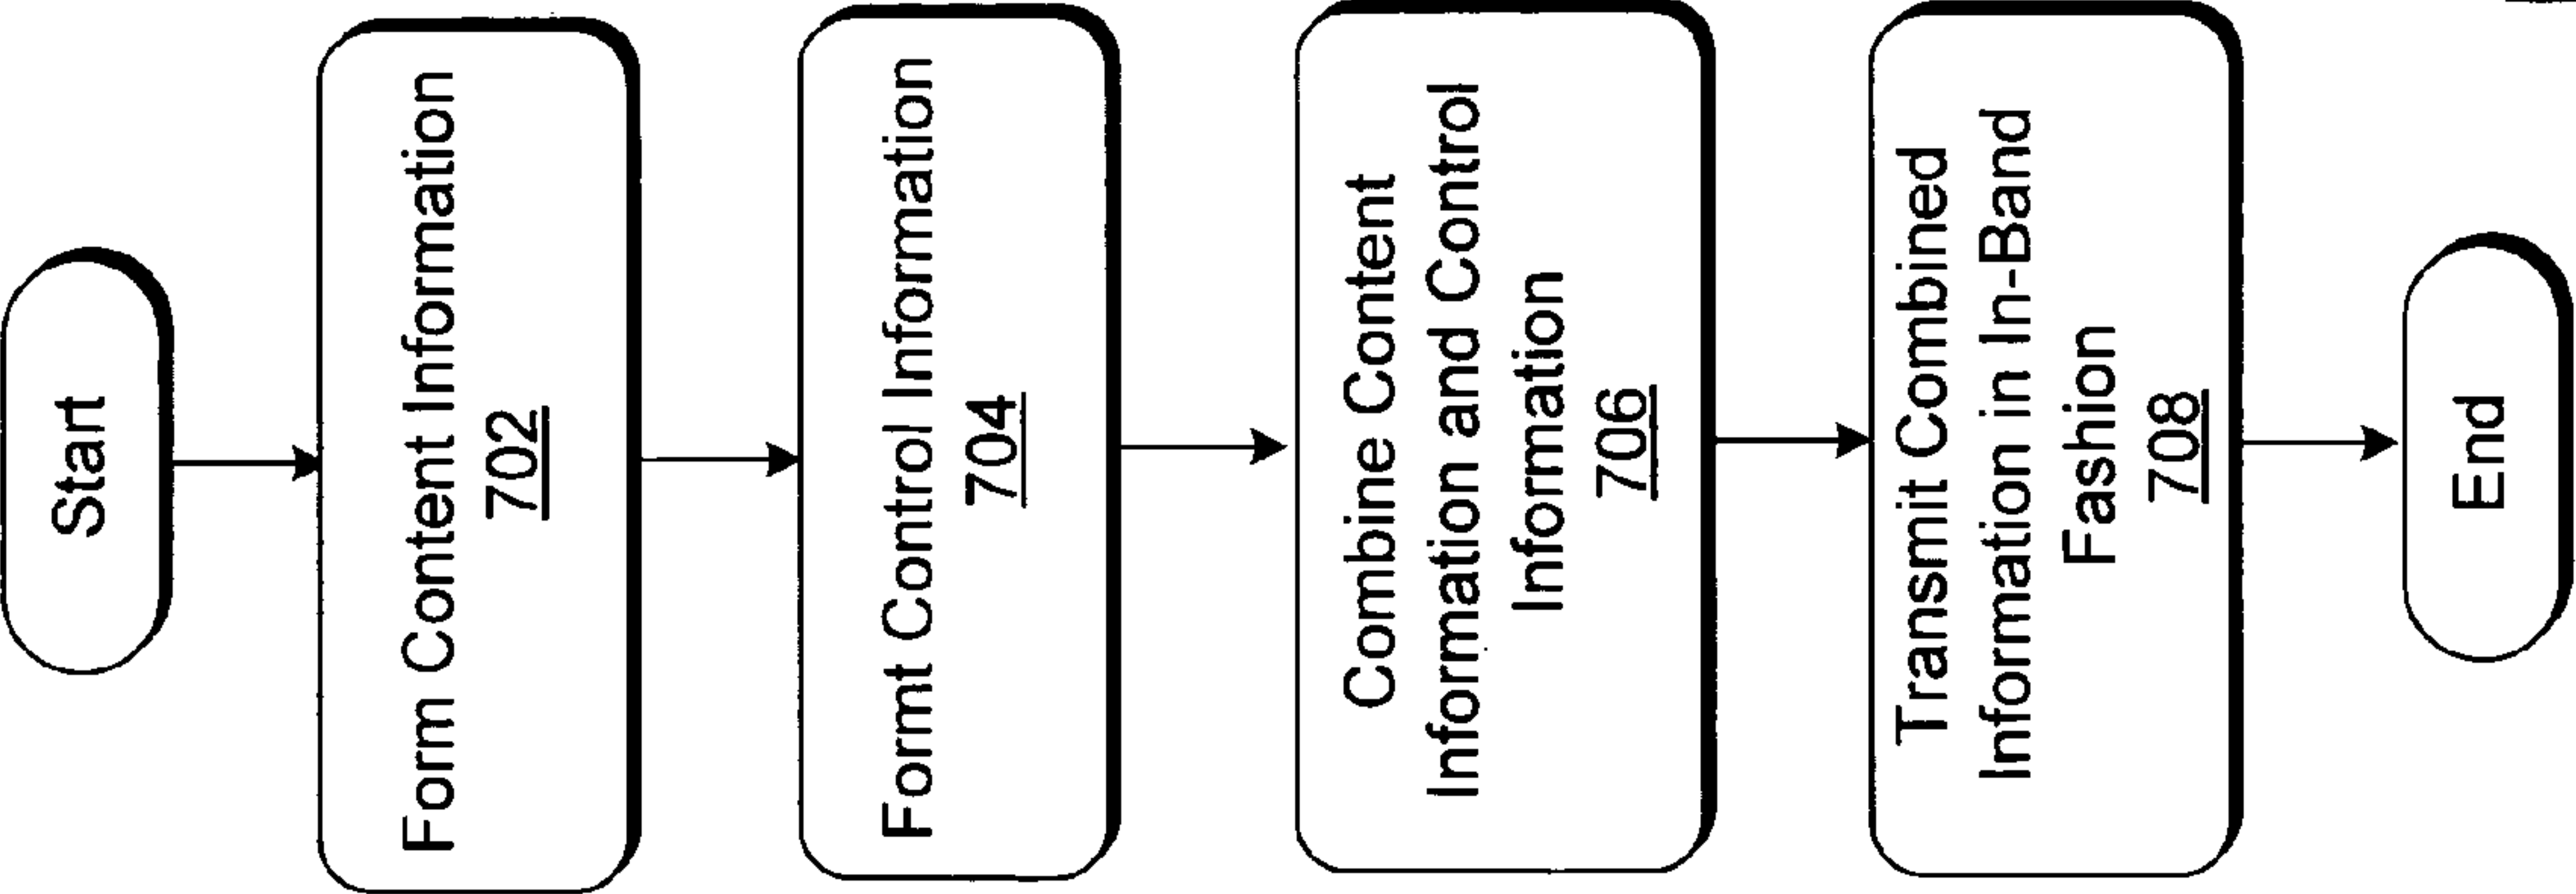 Start
Form Content Information
702
Formt Control Information
704
Combine Content
Information and Control
Information
706
Transmit Combined
Information in In-Band
Fashion
708
End